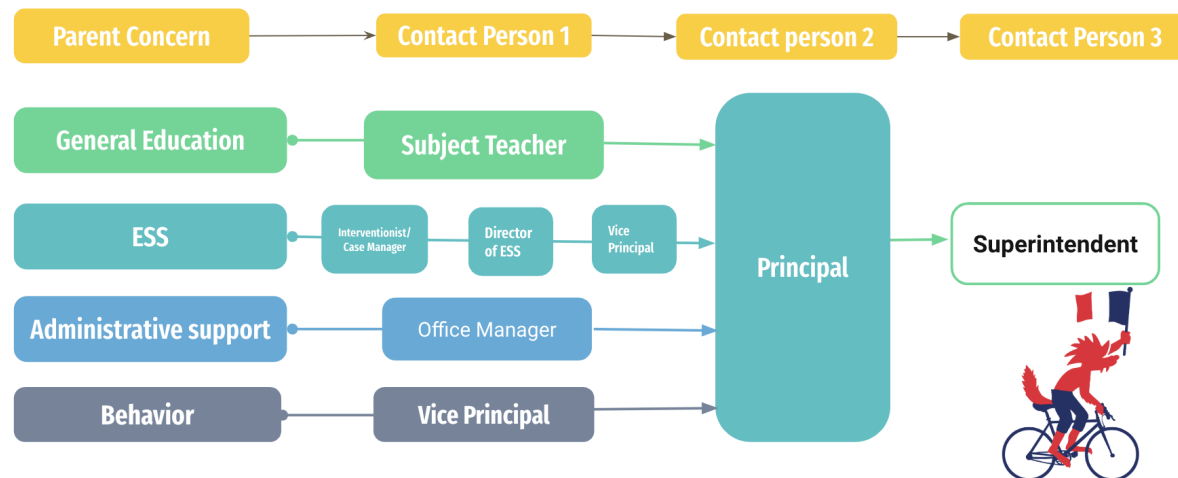 Parent Concern
Contact Person 1
Contact person 2
Contact Person 3
General Education
Subject Teacher
ESS
Interventionist/
Case Manager
Director
of ESS
Vice
Principal
Administrative support
Office Manager
Behavior
Vice Principal
Principal
Superintendent